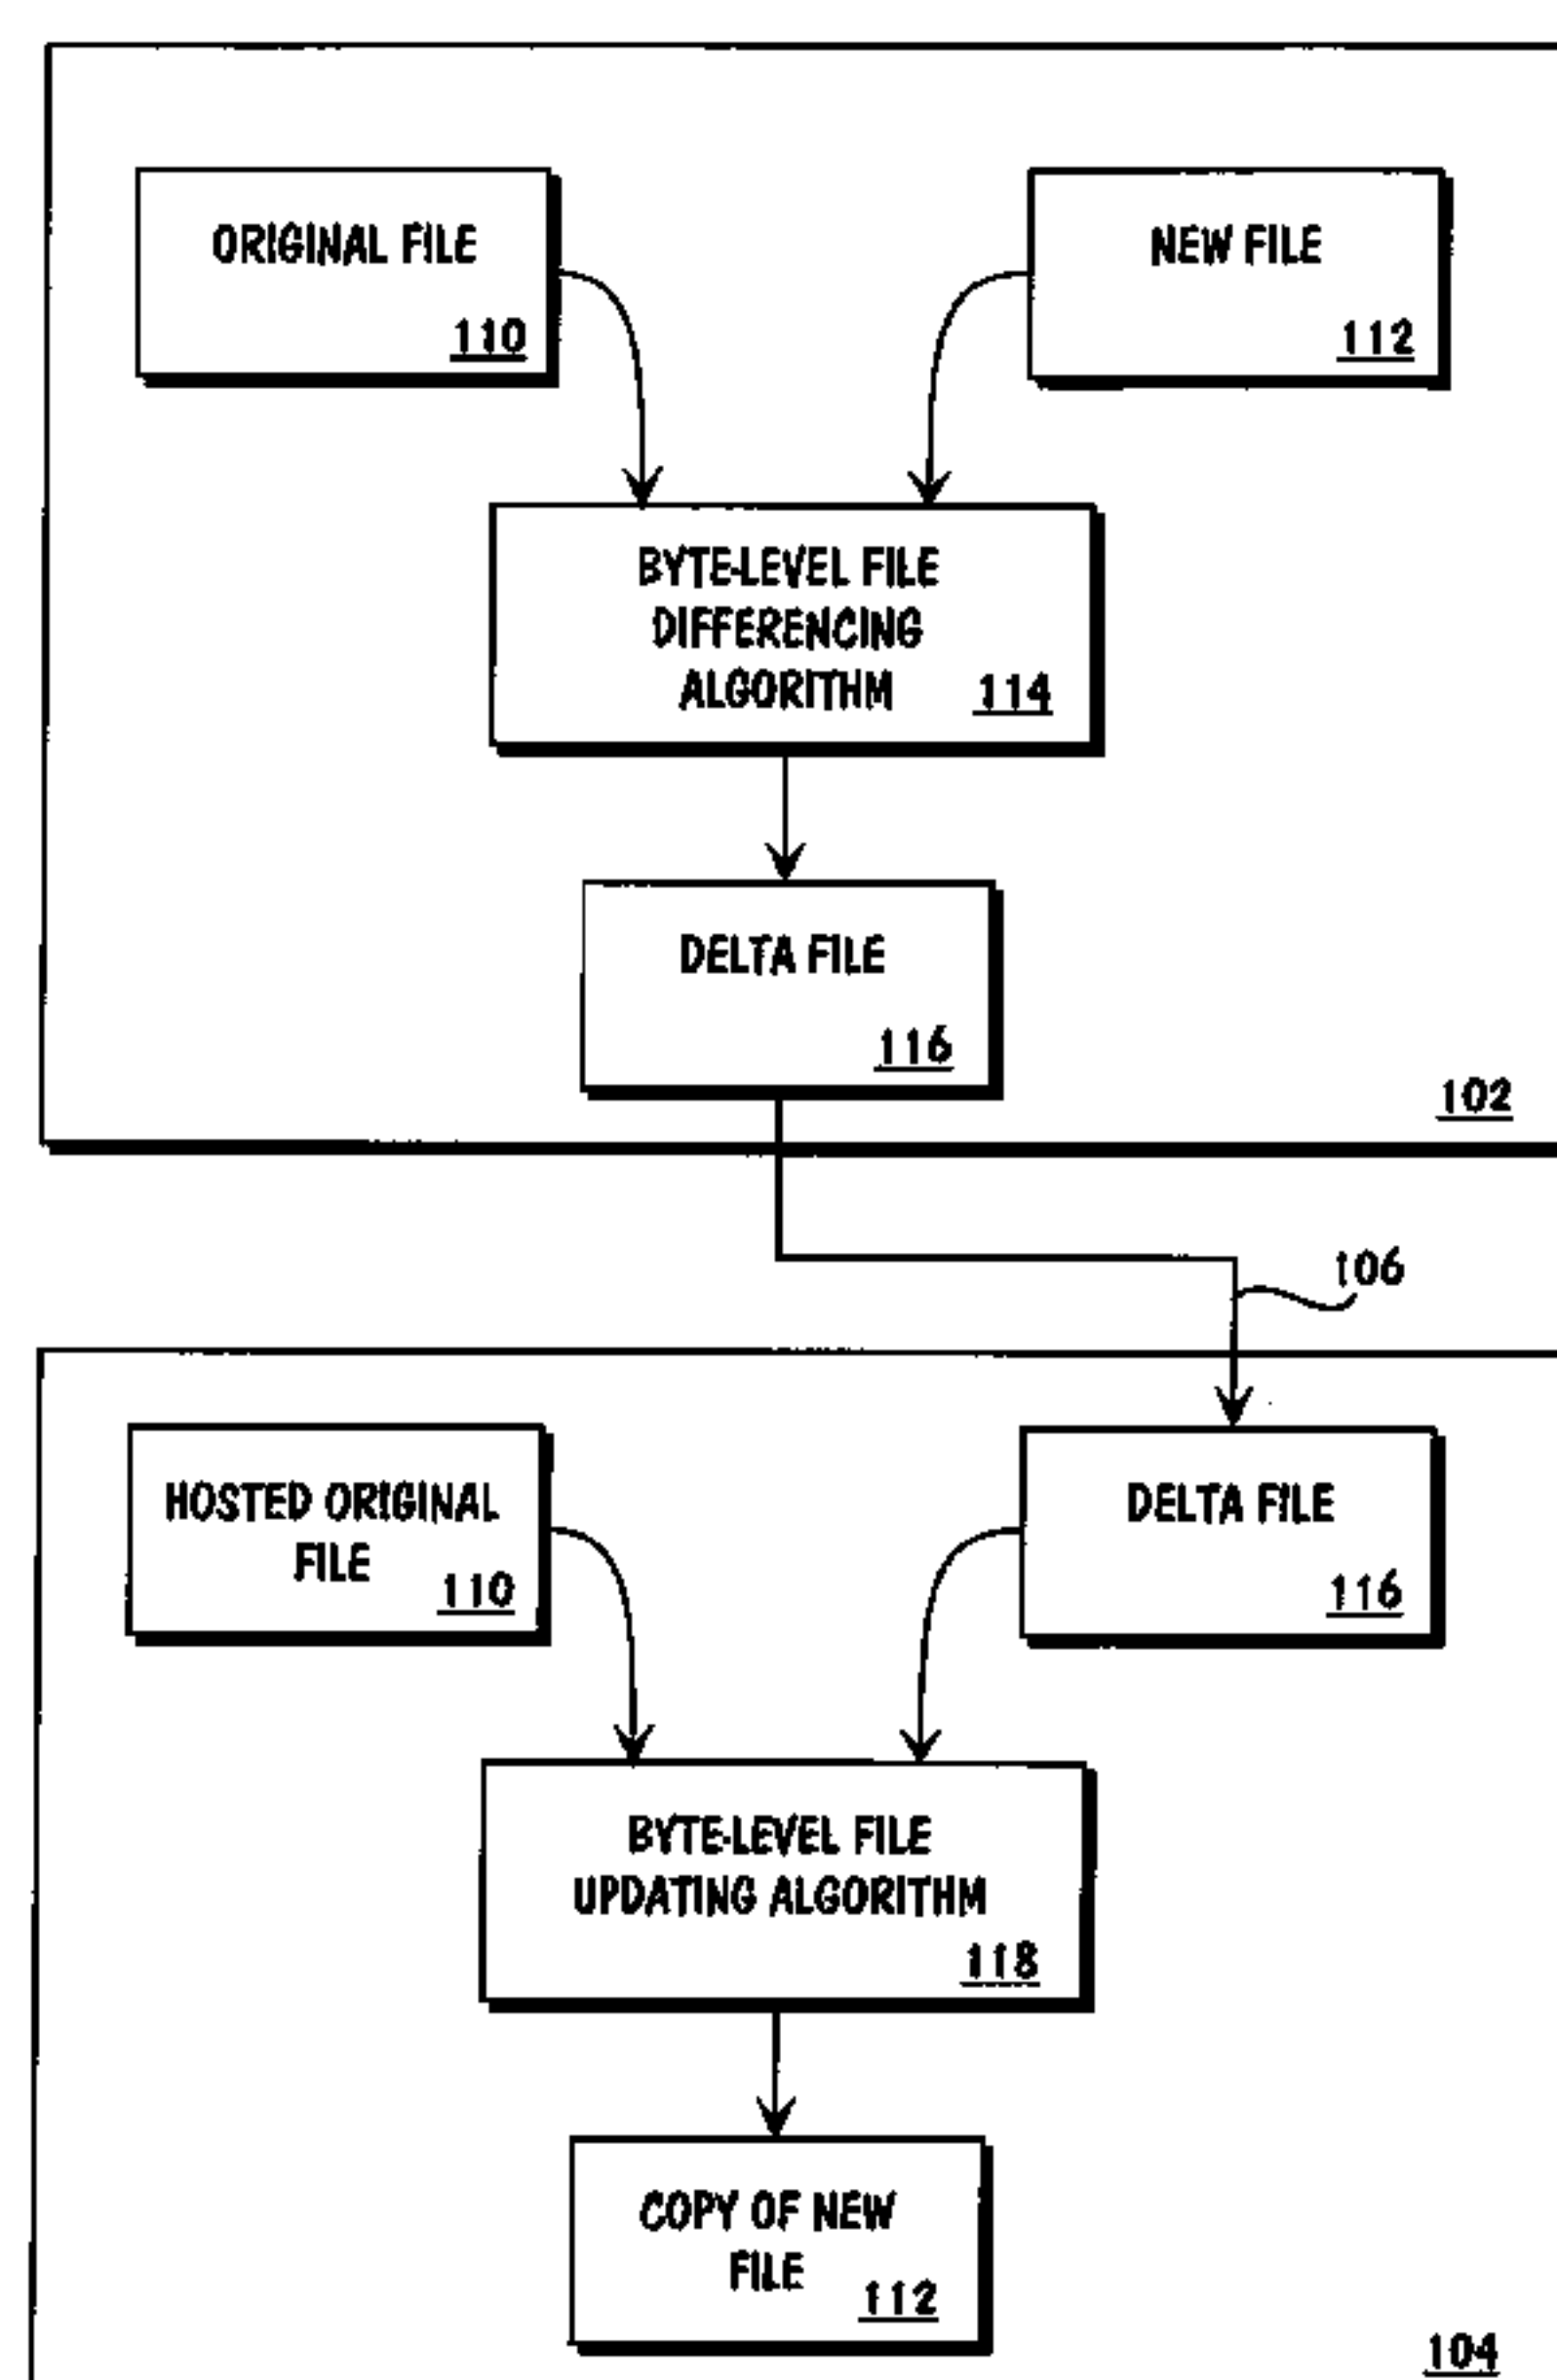 ORIGINAL FILE
110
NEW FILE
112
BYTE-LEVEL FILE
DIFFERENCING
ALGORITHM
114
DELTA FILE
116
102
106
HOSTED ORIGINAL
FILE
110
DELTA FILE
116
BYTE-LEVEL FILE
UPDATING ALGORITHM
118
COPY OF NEW
FILE
112
104